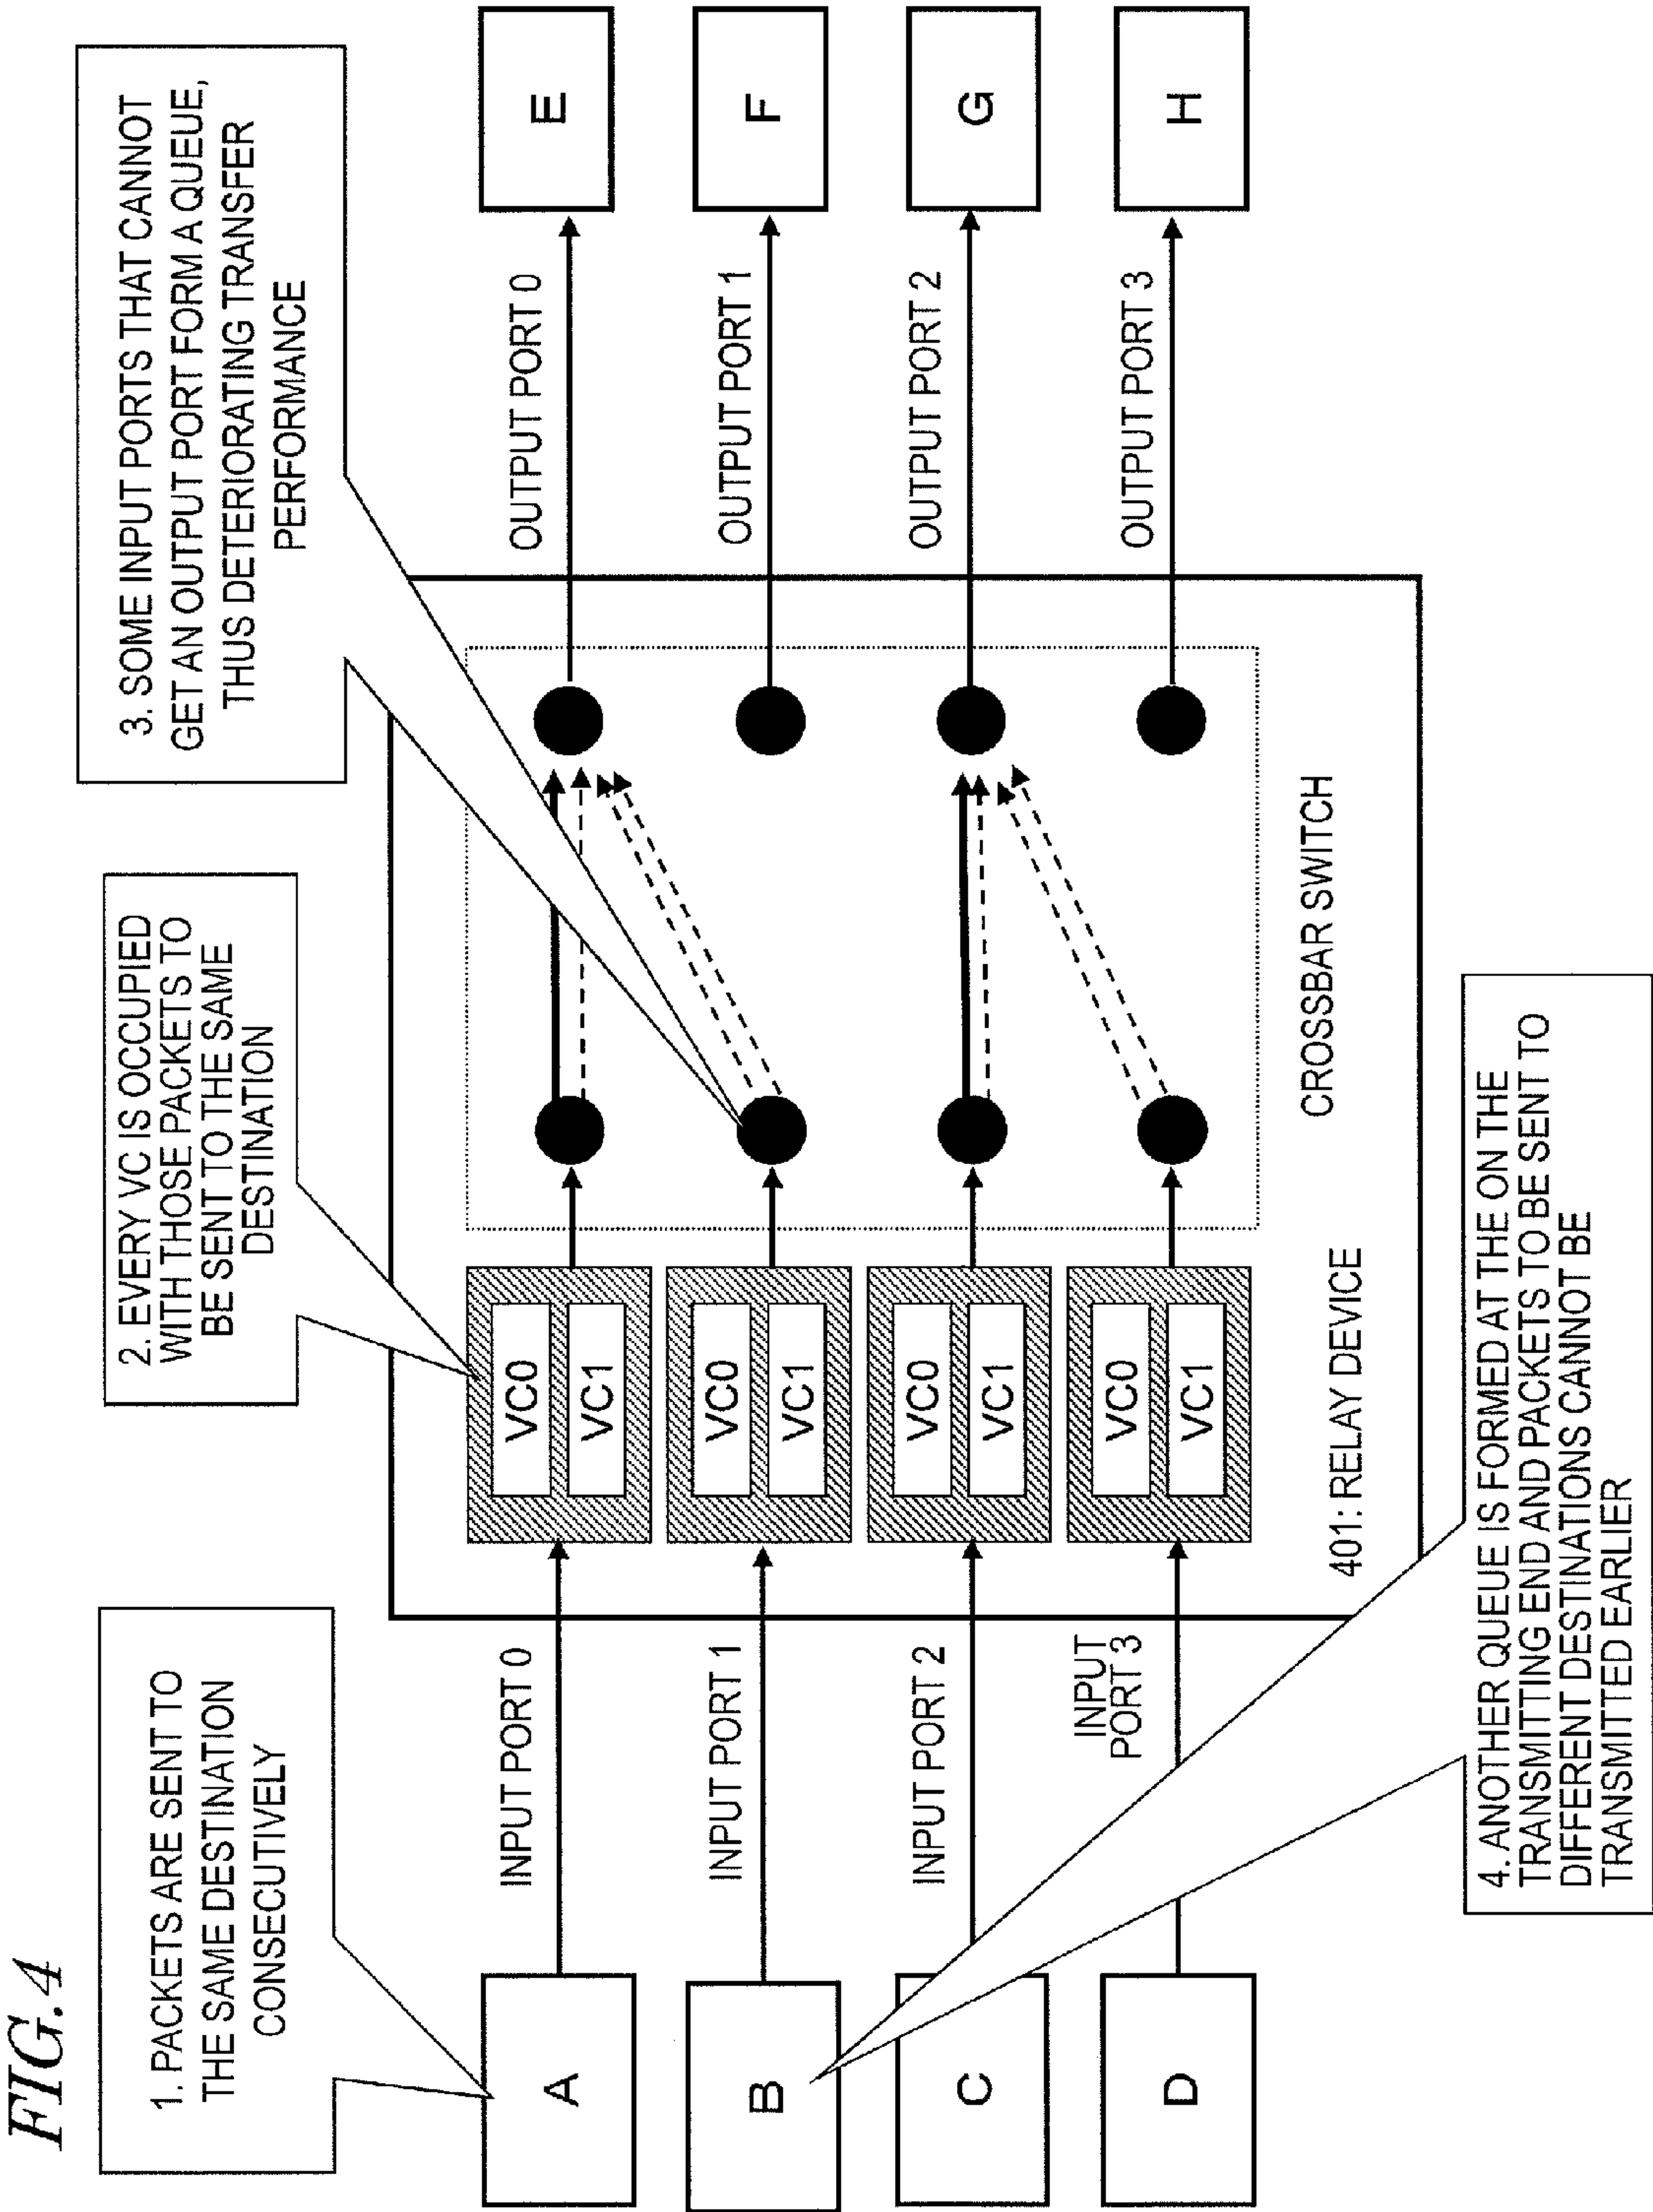 FIG.4
1. PACKETS ARE SENT TO
THE SAME DESTINATION
CONSECUTIVELY
2. EVERY VC IS OCCUPIED
WITH THOSE PACKETS TO
BE SENT TO THE SAME
DESTINATION
3. SOME INPUT PORTS THAT CANNOT
GET AN OUTPUT PORT FORM A QUEUE,
THUS DETERIORATING TRANSFER
PERFORMANCE
A
INPUT PORT 0
VC0
VC1
OUTPUT PORT 0
E
B
INPUT PORT 1
VC0
VC1
OUTPUT PORT 1
F
C
INPUT PORT 2
VC0
VC1
OUTPUT PORT 2
G
D
INPUT
PORT 3
VC0
VC1
OUTPUT PORT 3
H
CROSSBAR SWITCH
401: RELAY DEVICE
4. ANOTHER QUEUE IS FORMED AT THE ON THE
TRANSMITTING END AND PACKETS TO BE SENT TO
DIFFERENT DESTINATIONS CANNOT BE
TRANSMITTED EARLIER